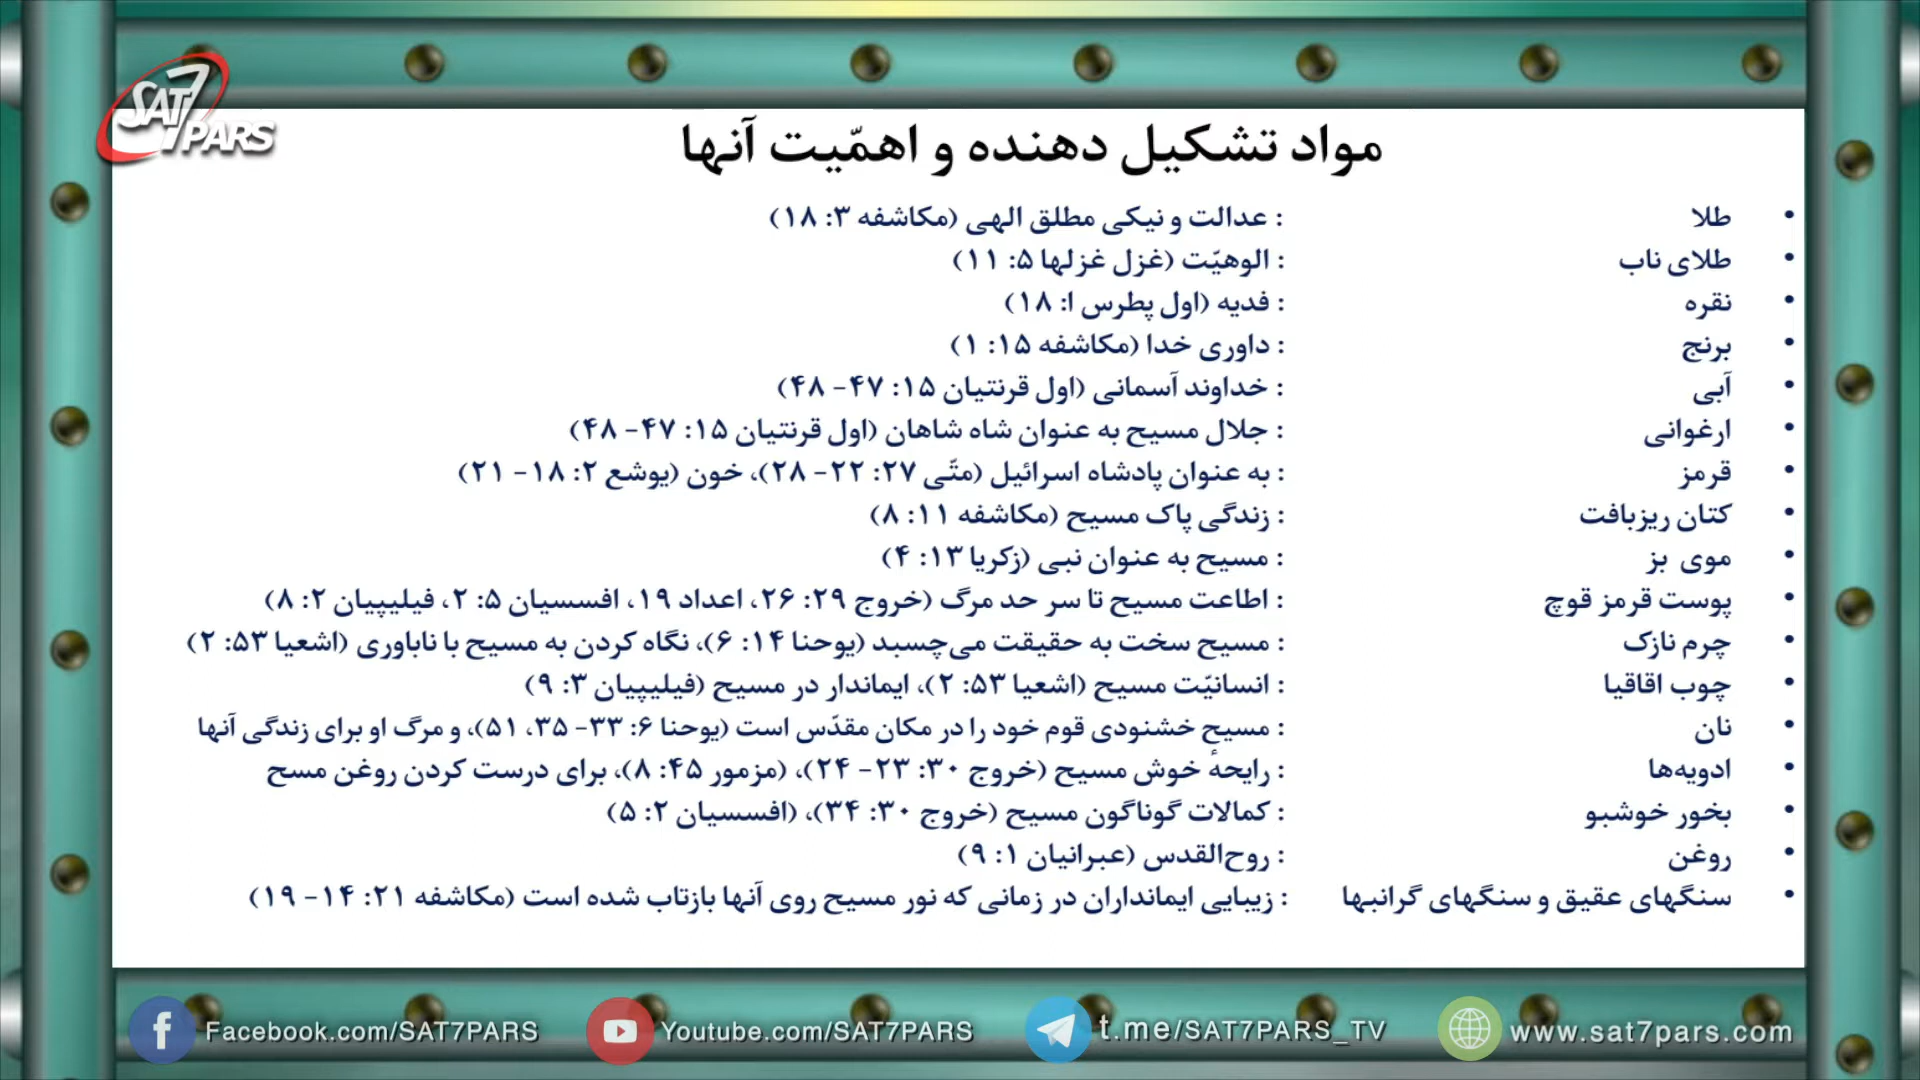 SAT7 PARS
مواد تشکیل دهنده و اهمّیت آنها
• طلا : عدالت و نیکی مطلق الهی (مکاشفه ۳: ۱۸)
• طلای ناب : الوهیّت (غزل غزلها ۵: ۱۱)
• نقره : فدیه (اول پطرس ا: ۱۸)
• برنج : داوری خدا (مکاشفه ۱۵: ۱)
• آبی : خداوند آسمانی (اول قرنتیان ۱۵: ۴۷- ۴۸)
• ارغوانی : جلال مسیح به عنوان شاه شاهان (اول قرنتیان ۱۵: ۴۷- ۴۸)
• قرمز : به عنوان پادشاه اسرائیل (متّی ۲۷: ۲۲- ۲۸)، خون (یوشع ۲: ۱۸- ۲۱)
• کتان ریزبافت : زندگی پاک مسیح (مکاشفه ۱۱: ۸)
• موی بز : مسیح به عنوان نبی (زکریا ۱۳: ۴)
• پوست قرمز قوچ : اطاعت مسیح تا سر حد مرگ (خروج ۲۹: ۲۶، اعداد ۱۹، افسسیان ۵: ۲، فیلیپیان ۲: ۸)
• چرم نازک : مسیح سخت به حقیقت می‌چسبد (یوحنا ۱۴: ۶)، نگاه کردن به مسیح با ناباوری (اشعیا ۵۳: ۲)
• چوب اقاقیا : انسانیّت مسیح (اشعیا ۵۳: ۲)، ایماندار در مسیح (فیلیپیان ۳: ۹)
• نان : مسیح خشنودی قوم خود را در مکان مقدّس است (یوحنا ۶: ۳۳- ۳۵، ۵۱)، و مرگ او برای زندگی آنها
• ادویه‌ها : رایحهٔ خوش مسیح (خروج ۳۰: ۲۳- ۲۴)، (مزمور ۴۵: ۸)، برای درست کردن روغن مسح
• بخور خوشبو : کمالات گوناگون مسیح (خروج ۳۰: ۳۴)، (افسسیان ۲: ۵)
• روغن : روح‌القدس (عبرانیان ۱: ۹)
• سنگهای عقیق و سنگهای گرانبها : زیبایی ایمانداران در زمانی که نور مسیح روی آنها بازتاب شده است (مکاشفه ۲۱: ۱۴- ۱۹)
Facebook.com/SAT7PARS Youtube.com/SAT7PARS t.me/SAT7PARS_TV www.sat7pars.com